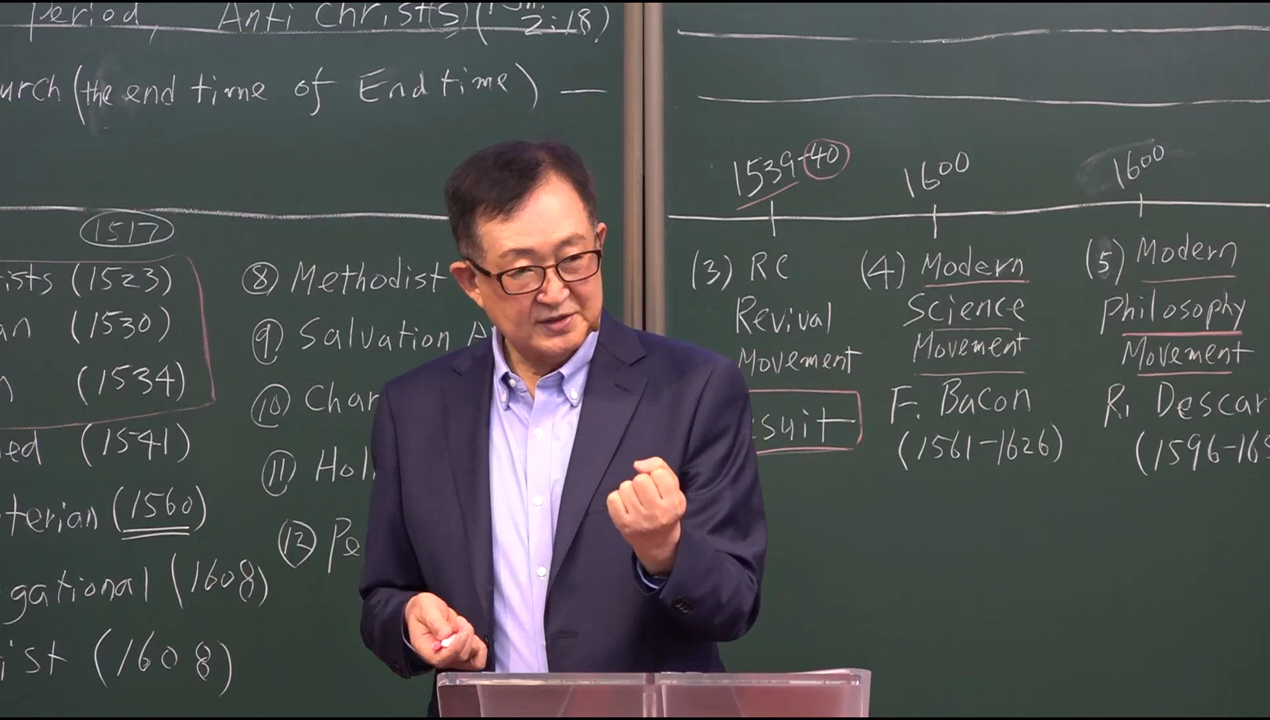 Period, Anti Christ(s) (
2:18)
urch (the end time of End time) —
1517
ists (1523)
an (1530)
n (1534)
ed (1541)
terian (1560)
gational (1608)
ist (1608)
⑧ Methodist
⑨ Salvation A
⑩ Char
⑪ Hol
⑫ Pe
1539-40
(3) RC
Revival
Movement
suit
1600
(4) Modern
Science
Movement
F. Bacon
(1561-1626)
1600
(5) Modern
Philosophy
Movement
R. Descar
(1596-16